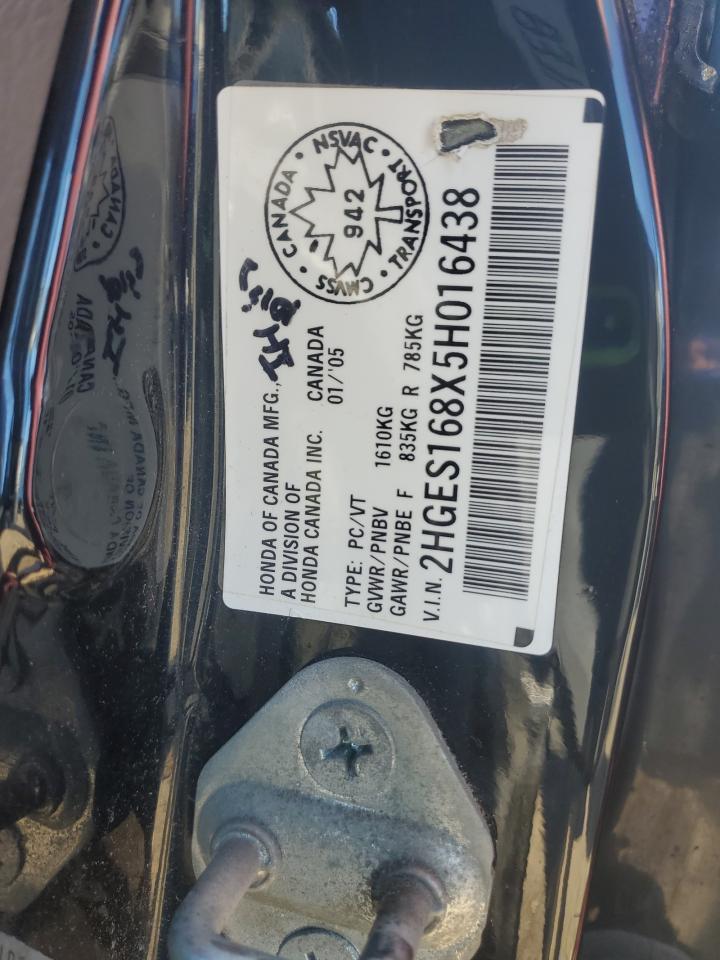 NSVAC • CANADA • TRANSPORT • CMVSS
942
HONDA OF CANADA MFG.,
A DIVISION OF
HONDA CANADA INC. CANADA
01/'05
TYPE: PC/VT
GVWR/PNBV 1610KG
GAWR/PNBE F 835KG R 785KG
V.I.N. 2HGES168X5H016438